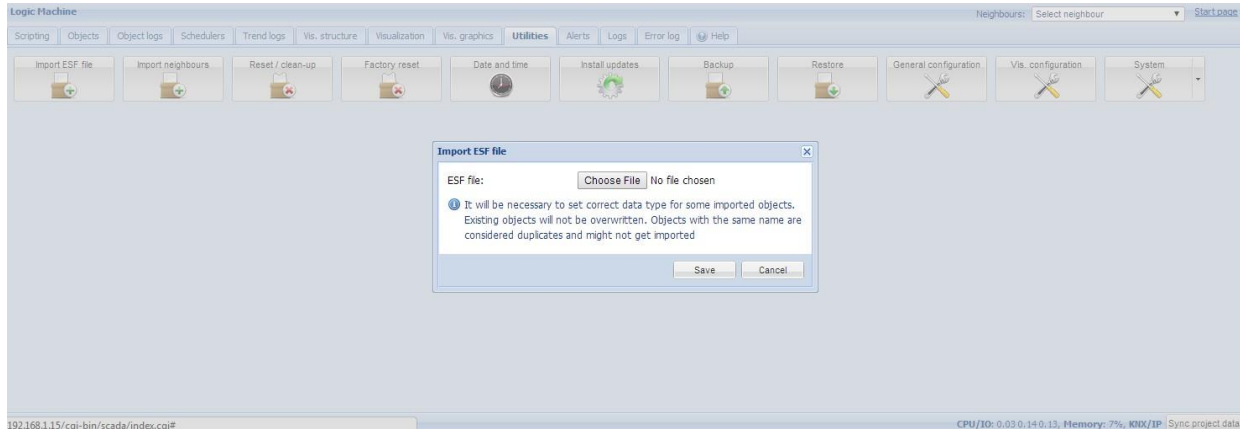 Logic Machine
Neighbours: Select neighbour Start page
Scripting Objects Object logs Schedulers Trend logs Vis. structure Visualization Vis. graphics Utilities Alerts Logs Error log Help
Import ESF file Import neighbours Reset / clean-up Factory reset Date and time Install updates Backup Restore General configuration Vis. configuration System
Import ESF file
ESF file: Choose File No file chosen
It will be necessary to set correct data type for some imported objects.
Existing objects will not be overwritten. Objects with the same name are
considered duplicates and might not get imported
Save Cancel
192.168.1.15/cgi-bin/scada/index.cgi#
CPU/IO: 0.03 0.14 0.13, Memory: 7%, KNX/IP Sync project data